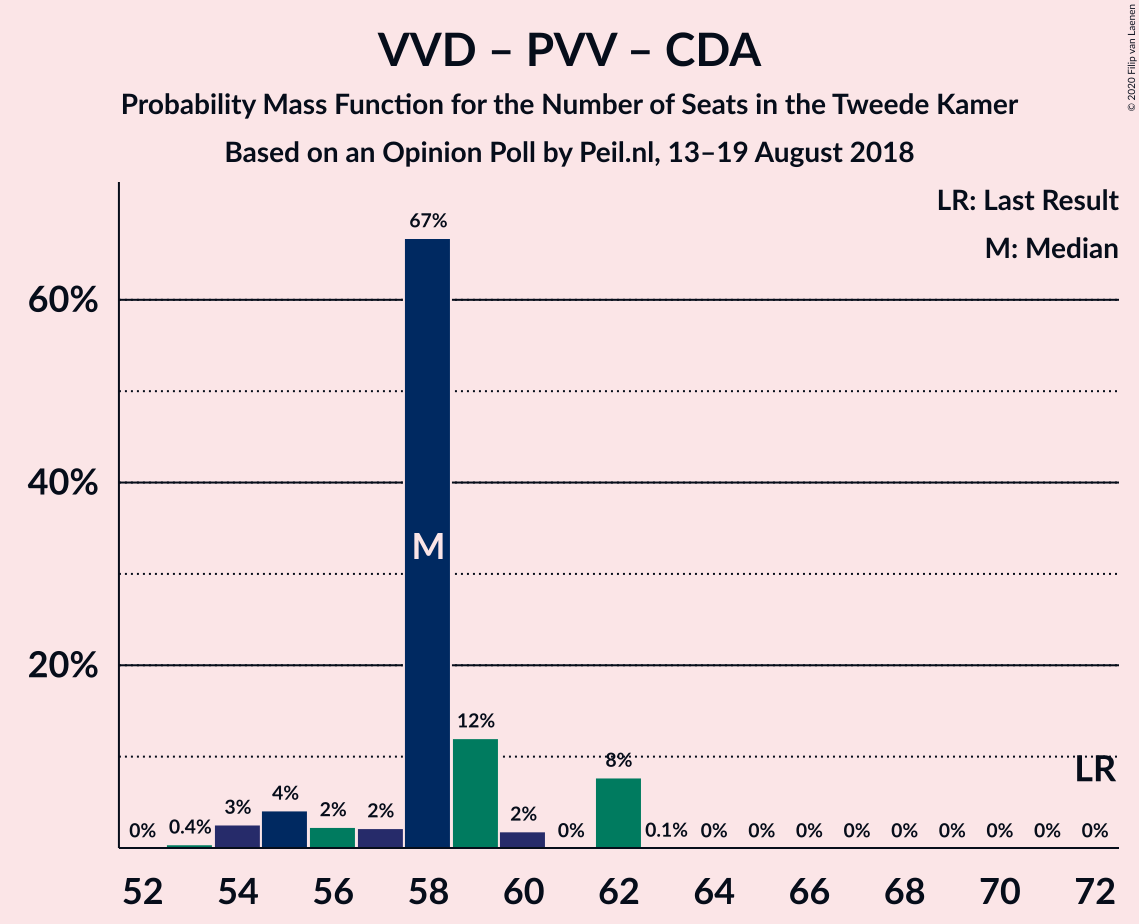 VVD – PVV – CDA
Probability Mass Function for the Number of Seats in the Tweede Kamer
Based on an Opinion Poll by Peil.nl, 13–19 August 2018
© 2020 Filip van Laenen
LR: Last Result
M: Median
60%
40%
20%
0% 0.4% 3% 4% 2% 2% 67% 12% 2% 0% 8% 0.1% 0% 0% 0% 0% 0% 0% 0% 0% 0%
M
LR
52 54 56 58 60 62 64 66 68 70 72